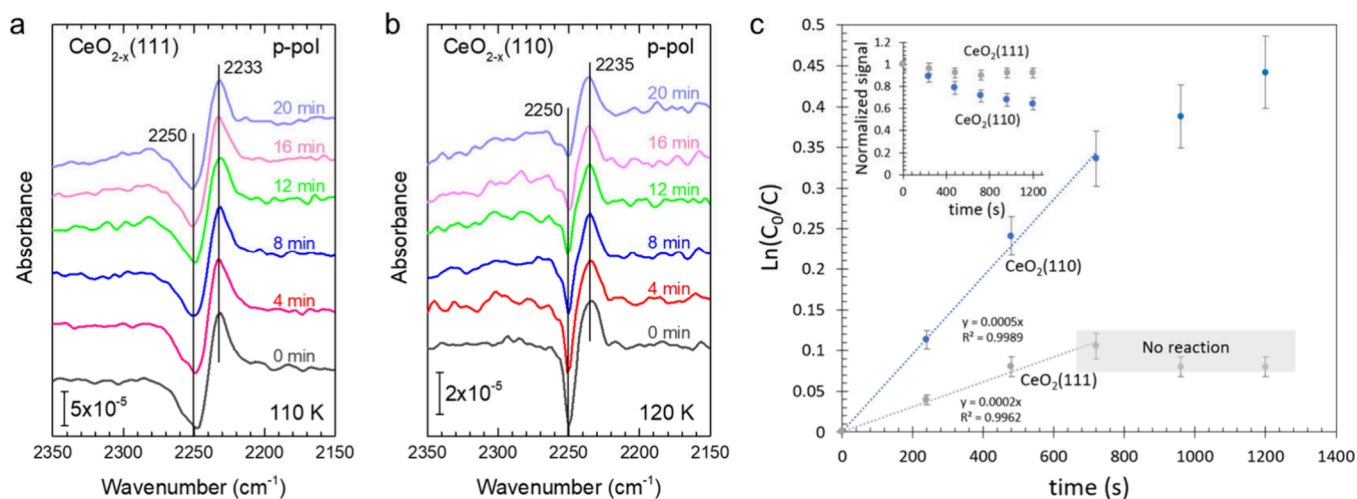 a
CeO2-x(111)
p-pol
2233
2250
20 min
16 min
12 min
8 min
4 min
0 min
5x10-5
110 K
Absorbance
2350 2300 2250 2200 2150
Wavenumber (cm-1)
b
CeO2-x(110)
p-pol
2235
2250
20 min
16 min
12 min
8 min
4 min
0 min
2x10-5
120 K
Absorbance
2350 2300 2250 2200 2150
Wavenumber (cm-1)
c
0.5
0.45
0.4
0.35
0.3
0.25
0.2
0.15
0.1
0.05
0
Ln(C0/C)
1.2
1
0.8
0.6
0.4
0.2
0
Normalized signal
CeO2(111)
CeO2(110)
0 400 800 1200
time (s)
CeO2(110)
y = 0.0005x
R² = 0.9989
No reaction
CeO2(111)
y = 0.0002x
R² = 0.9962
0 200 400 600 800 1000 1200 1400
time (s)